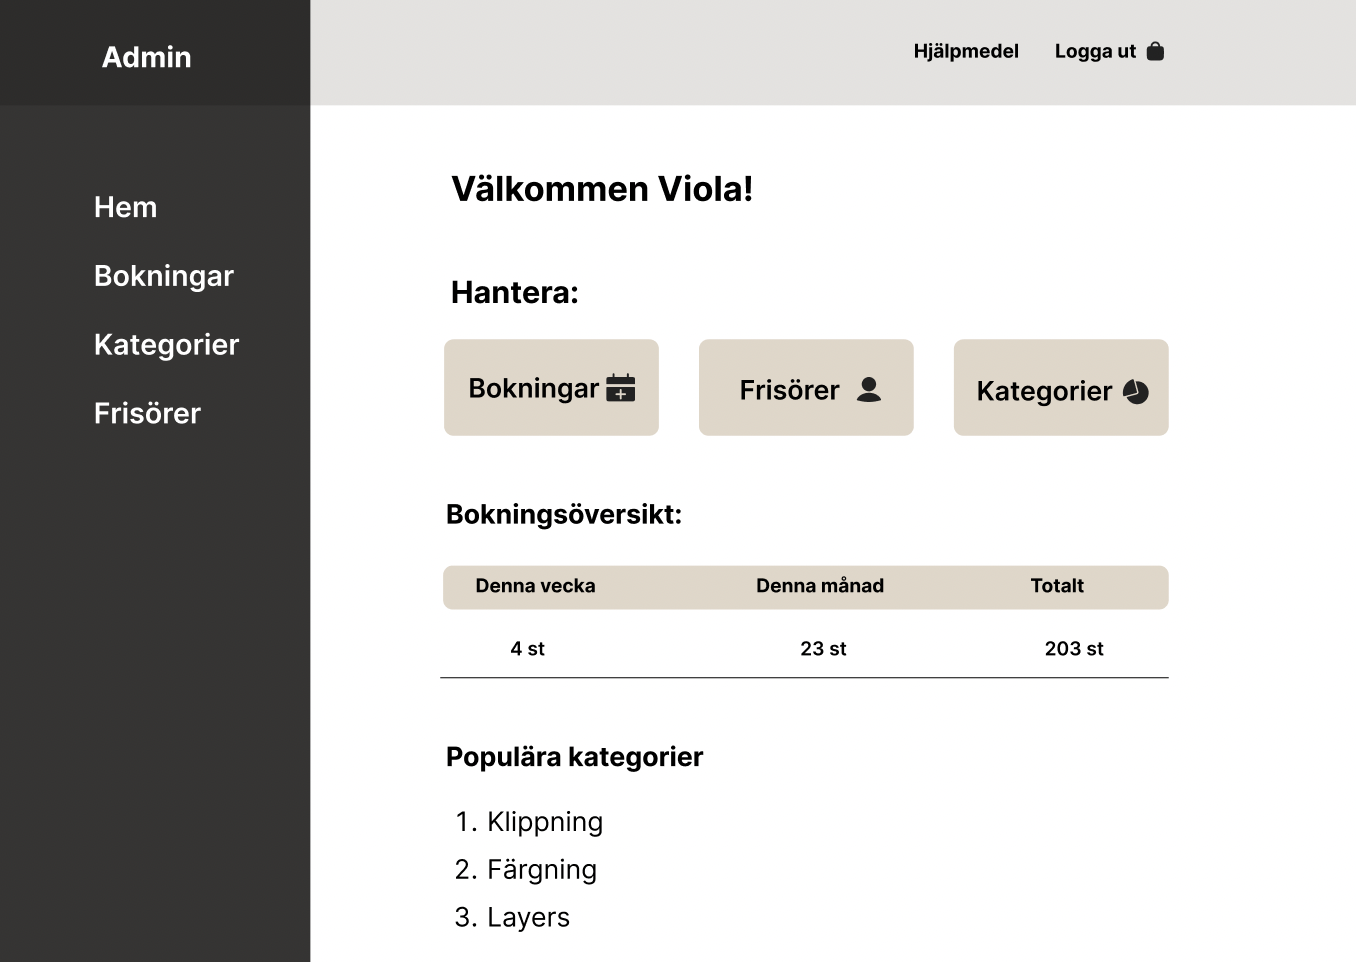 Admin
Hjälpmedel
Logga ut
Hem
Bokningar
Kategorier
Frisörer
Välkommen Viola!
Hantera:
Bokningar
Frisörer
Kategorier
Bokningsöversikt:
Denna vecka
Denna månad
Totalt
4 st
23 st
203 st
Populära kategorier
1. Klippning
2. Färgning
3. Layers